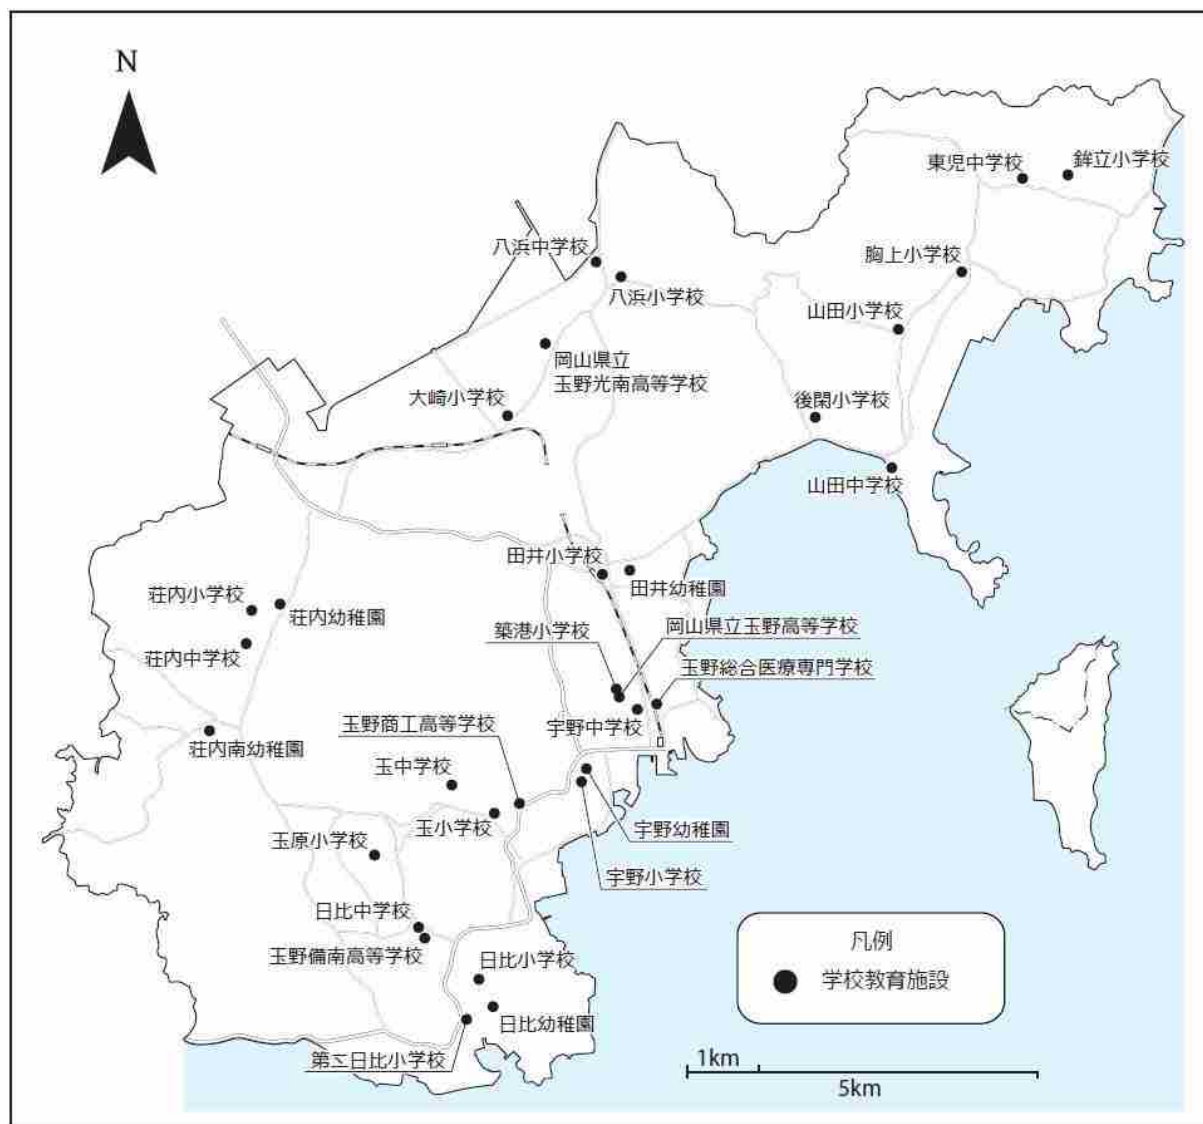 N
東児中学校
鉾立小学校
八浜中学校
胸上小学校
八浜小学校
山田小学校
岡山県立
玉野光南高等学校
大崎小学校
後閑小学校
山田中学校
田井小学校
田井幼稚園
荘内小学校
荘内幼稚園
築港小学校
岡山県立玉野高等学校
荘内中学校
玉野総合医療専門学校
玉野商工高等学校
宇野中学校
荘内南幼稚園
玉中学校
玉小学校
宇野幼稚園
玉原小学校
宇野小学校
日比中学校
玉野備南高等学校
日比小学校
日比幼稚園
第二日比小学校
凡例
学校教育施設
1km
5km